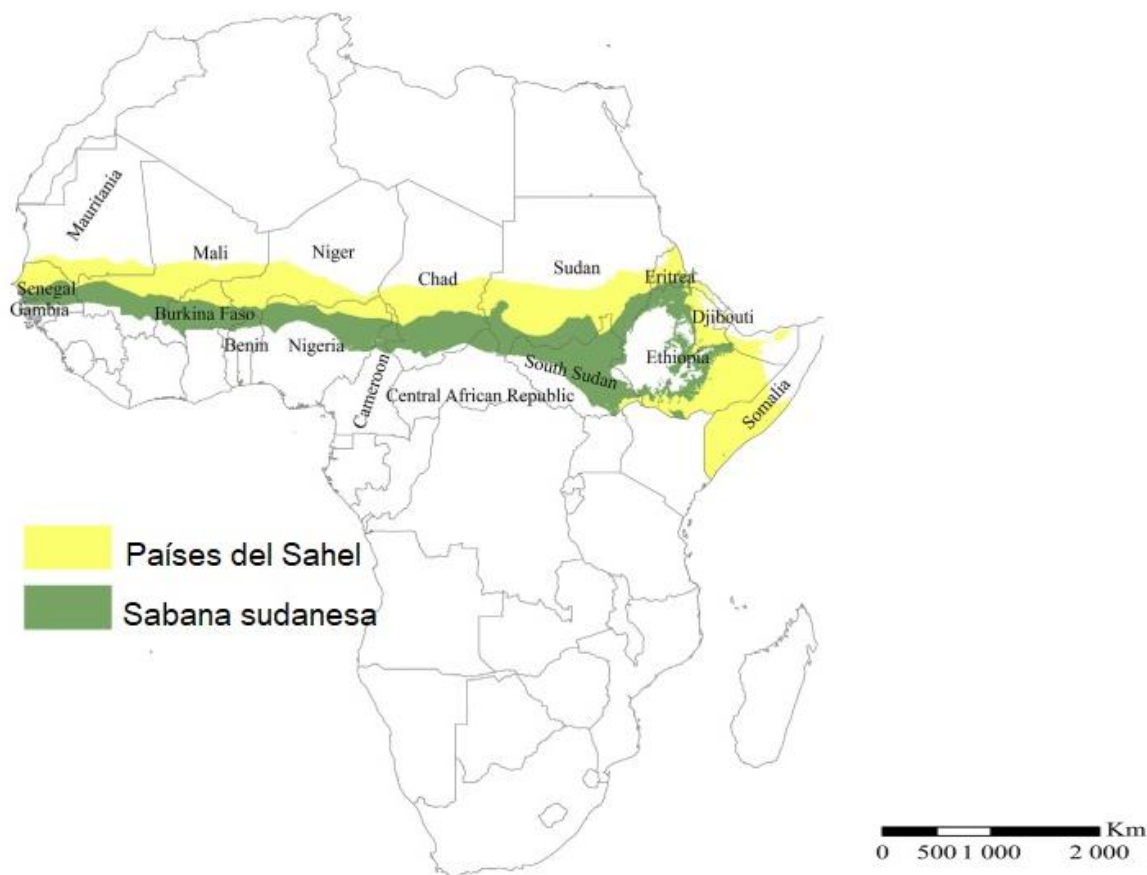 Mauritania
Mali
Niger
Chad
Sudan
Eritrea
Senegal
Gambia
Burkina Faso
Djibouti
Benin
Nigeria
Ethiopia
South Sudan
Cameroon
Central African Republic
Somalia
Países del Sahel
Sabana sudanesa
Km
0 500 1 000 2 000